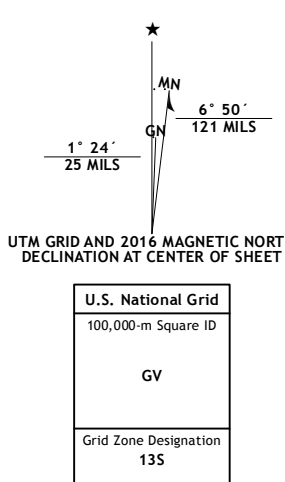 ★
MN
GN
6° 50´
121 MILS
1° 24´
25 MILS
UTM GRID AND 2016 MAGNETIC NORT
DECLINATION AT CENTER OF SHEET
U.S. National Grid
100,000-m Square ID
GV
Grid Zone Designation
13S